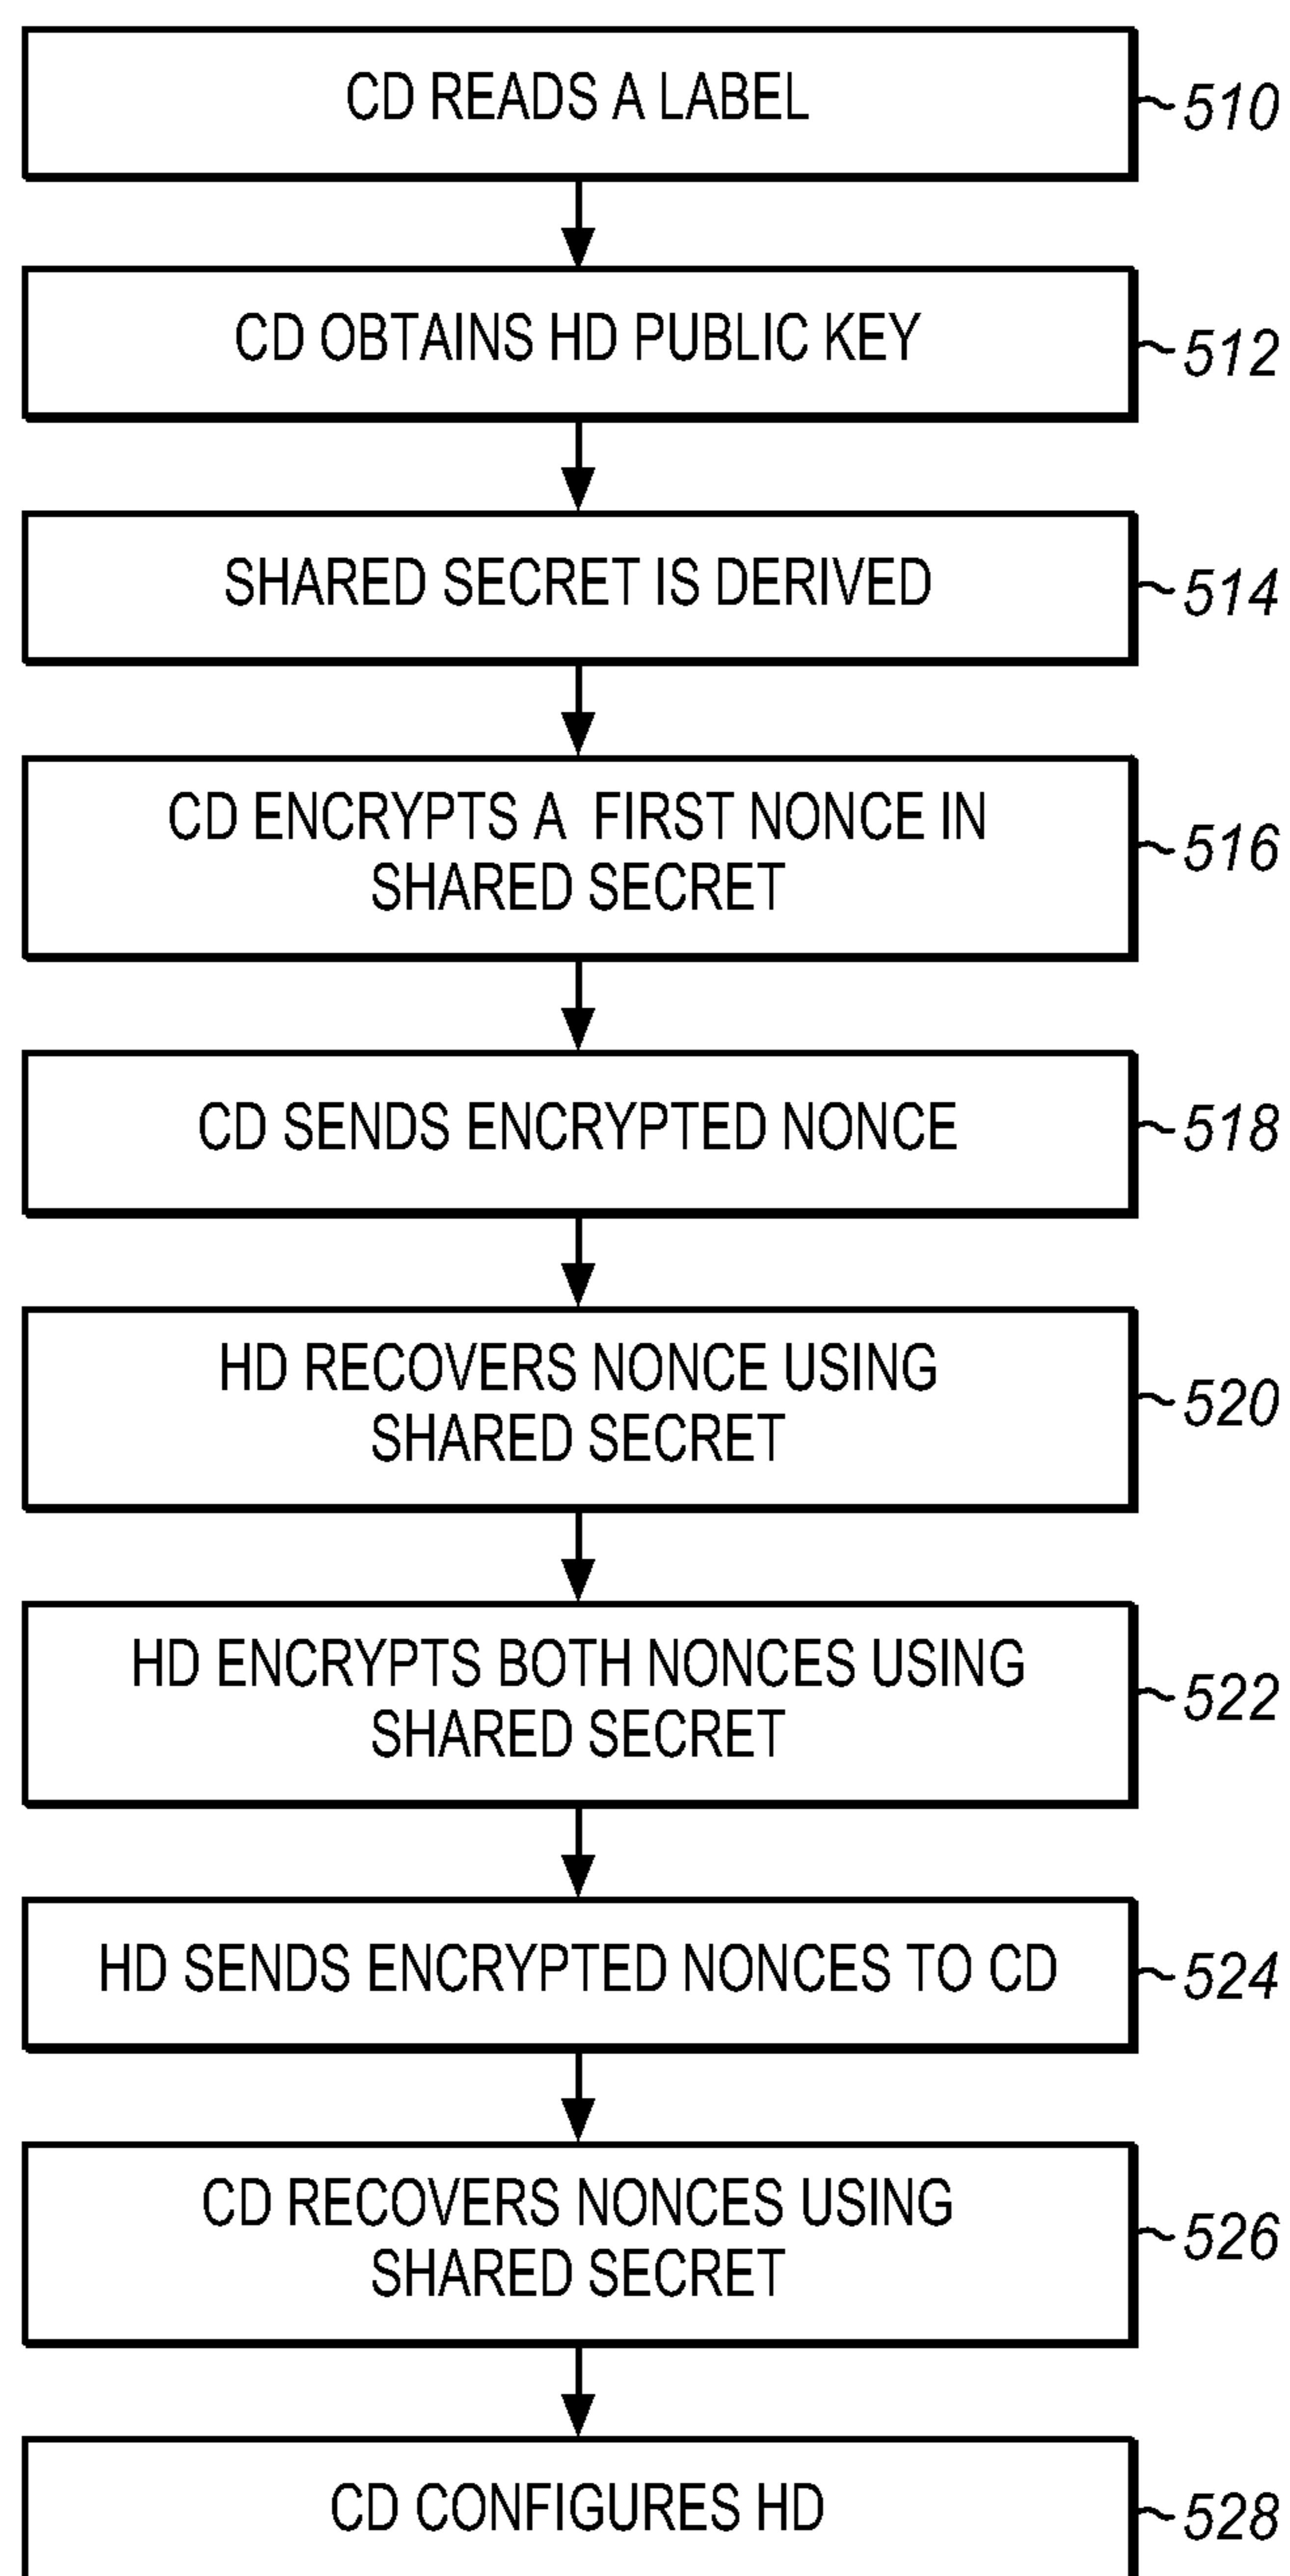 CD READS A LABEL
510
CD OBTAINS HD PUBLIC KEY
512
SHARED SECRET IS DERIVED
514
CD ENCRYPTS A FIRST NONCE IN
SHARED SECRET
516
CD SENDS ENCRYPTED NONCE
518
HD RECOVERS NONCE USING
SHARED SECRET
520
HD ENCRYPTS BOTH NONCES USING
SHARED SECRET
522
HD SENDS ENCRYPTED NONCES TO CD
524
CD RECOVERS NONCES USING
SHARED SECRET
526
CD CONFIGURES HD
528